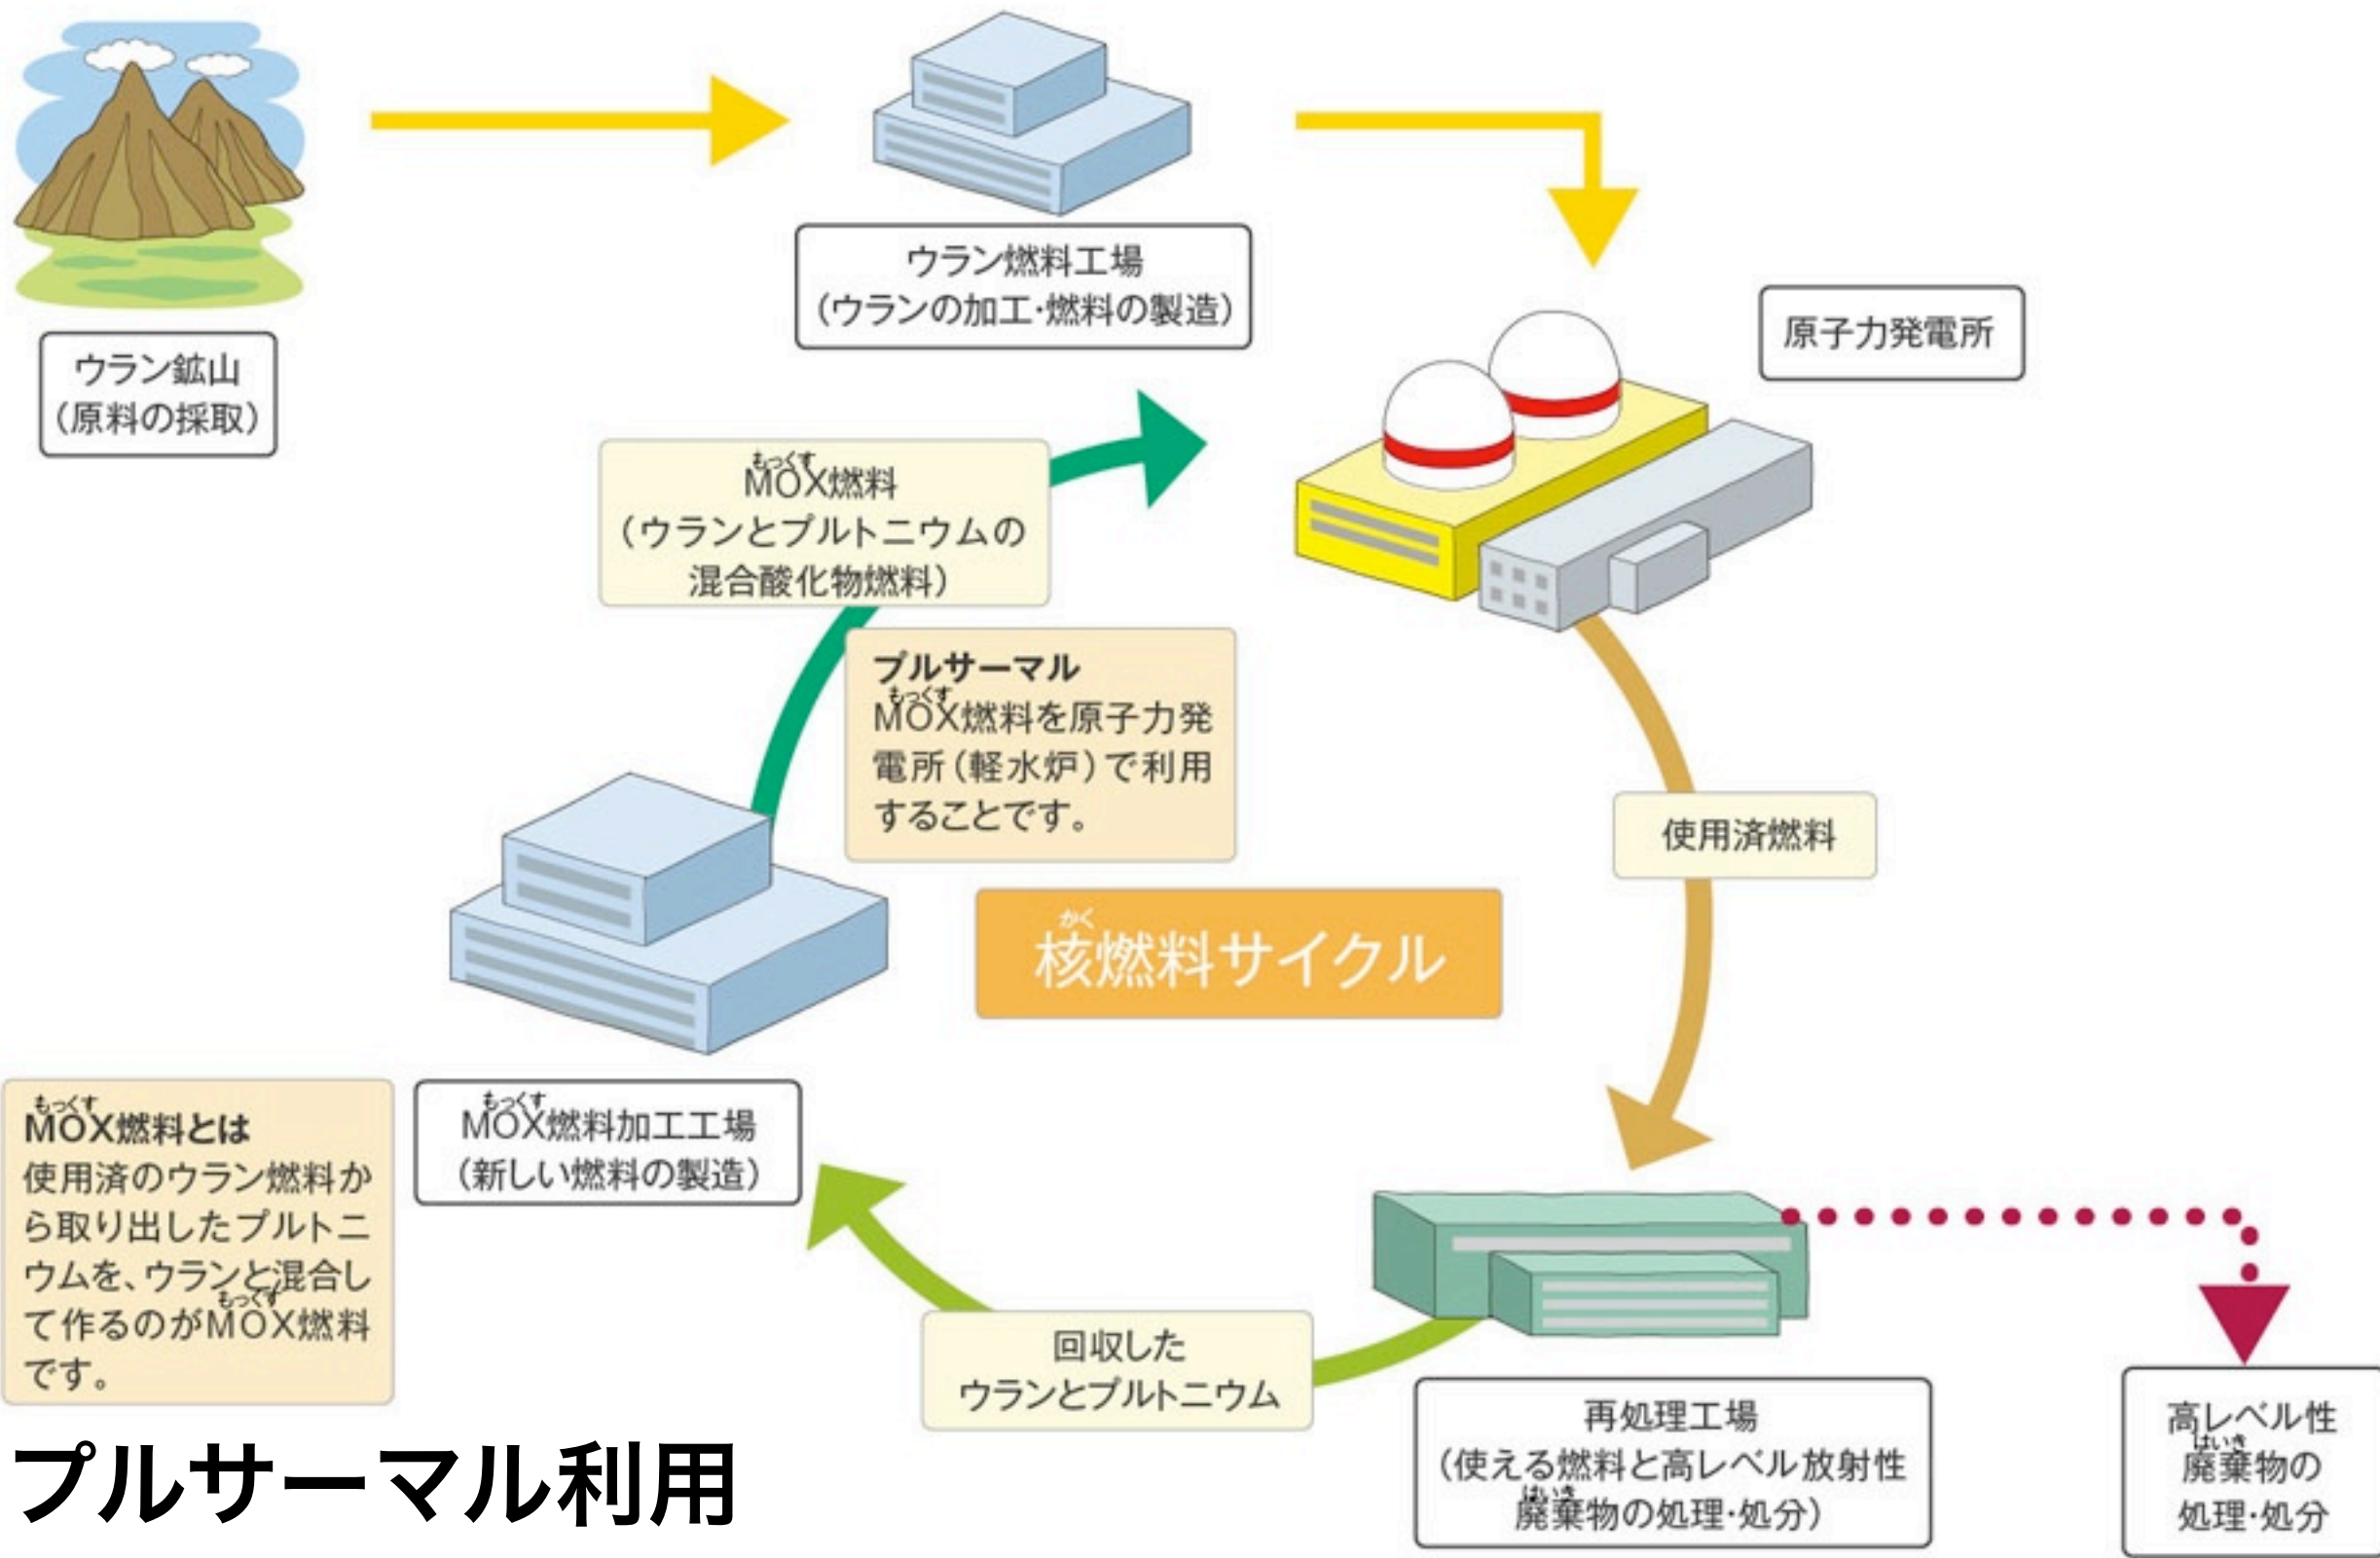 ウラン鉱山
（原料の採取）
ウラン燃料工場
（ウランの加工・燃料の製造）
原子力発電所
もっくす
MOX燃料
（ウランとプルトニウムの
混合酸化物燃料）
プルサーマル
もっくす
MOX燃料を原子力発
電所（軽水炉）で利用
することです。
使用済燃料
かく
核燃料サイクル
もっくす
MOX燃料とは
使用済のウラン燃料か
ら取り出したプルトニ
ウムを、ウランと混合し
もっくす
て作るのがMOX燃料
です。
もっくす
MOX燃料加工工場
（新しい燃料の製造）
回収した
ウランとプルトニウム
再処理工場
（使える燃料と高レベル放射性
はいき
廃棄物の処理・処分）
高レベル性
はいき
廃棄物の
処理・処分
プルサーマル利用